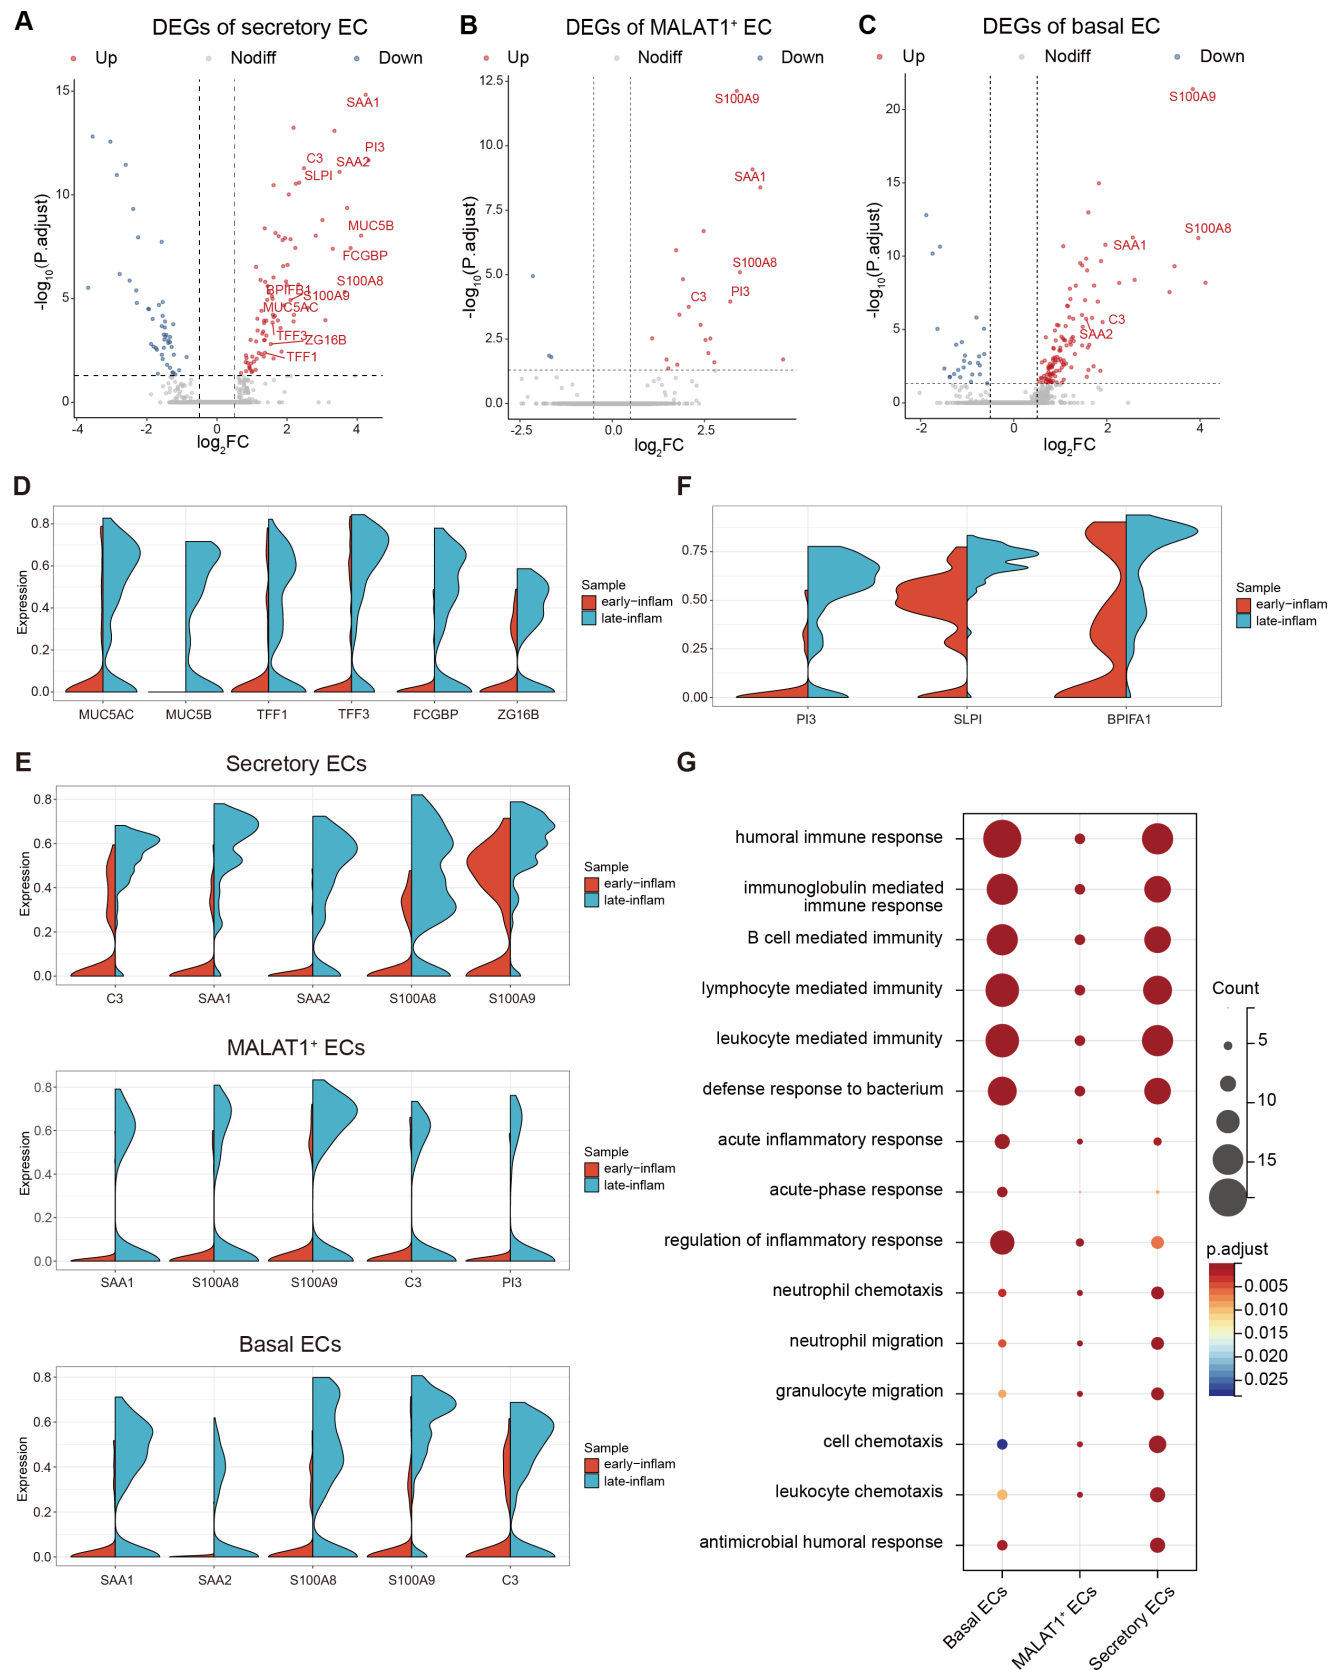 A
DEGs of secretory EC
Up
Nodiff
Down
-log10(P.adjust)
15
10
5
0
SAA1
PI3
C3
SAA2
SLPI
MUC5B
FCGBP
S100A8
BPIFB1
S100A9
MUC5AC
TFF3
ZG16B
TFF1
-4
-2
0
2
4
log2FC
B
DEGs of MALAT1+ EC
Up
Nodiff
Down
-log10(P.adjust)
12.5
10.0
7.5
5.0
2.5
0.0
S100A9
SAA1
S100A8
PI3
C3
-2.5
0.0
2.5
log2FC
C
DEGs of basal EC
Up
Nodiff
Down
-log10(P.adjust)
20
15
10
5
0
S100A9
S100A8
SAA1
C3
SAA2
-2
0
2
4
log2FC
D
Expression
0.8
0.6
0.4
0.2
0.0
MUC5AC
MUC5B
TFF1
TFF3
FCGBP
ZG16B
Sample
early−inflam
late-inflam
F
0.75
0.50
0.25
0.00
PI3
SLPI
BPIFA1
Sample
early−inflam
late-inflam
E
Secretory ECs
Expression
0.8
0.6
0.4
0.2
0.0
C3
SAA1
SAA2
S100A8
S100A9
Sample
early−inflam
late-inflam
MALAT1+ ECs
Expression
0.8
0.6
0.4
0.2
0.0
SAA1
S100A8
S100A9
C3
PI3
Sample
early−inflam
late-inflam
Basal ECs
Expression
0.8
0.6
0.4
0.2
0.0
SAA1
SAA2
S100A8
S100A9
C3
Sample
early−inflam
late-inflam
G
humoral immune response
immunoglobulin mediated
immune response
B cell mediated immunity
lymphocyte mediated immunity
leukocyte mediated immunity
defense response to bacterium
acute inflammatory response
acute-phase response
regulation of inflammatory response
neutrophil chemotaxis
neutrophil migration
granulocyte migration
cell chemotaxis
leukocyte chemotaxis
antimicrobial humoral response
Basal ECs
MALAT1+ ECs
Secretory ECs
Count
5
10
15
p.adjust
0.005
0.010
0.015
0.020
0.025